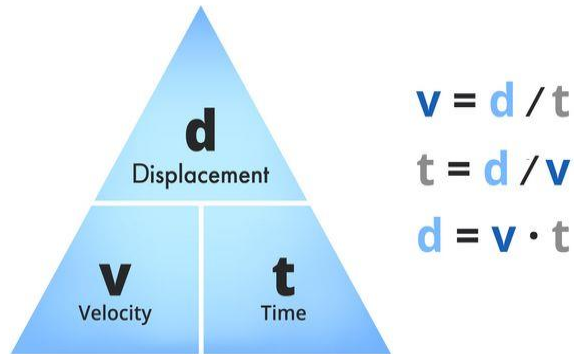 d
Displacement
v
Velocity
t
Time
v = d / t
t = d / v
d = v · t